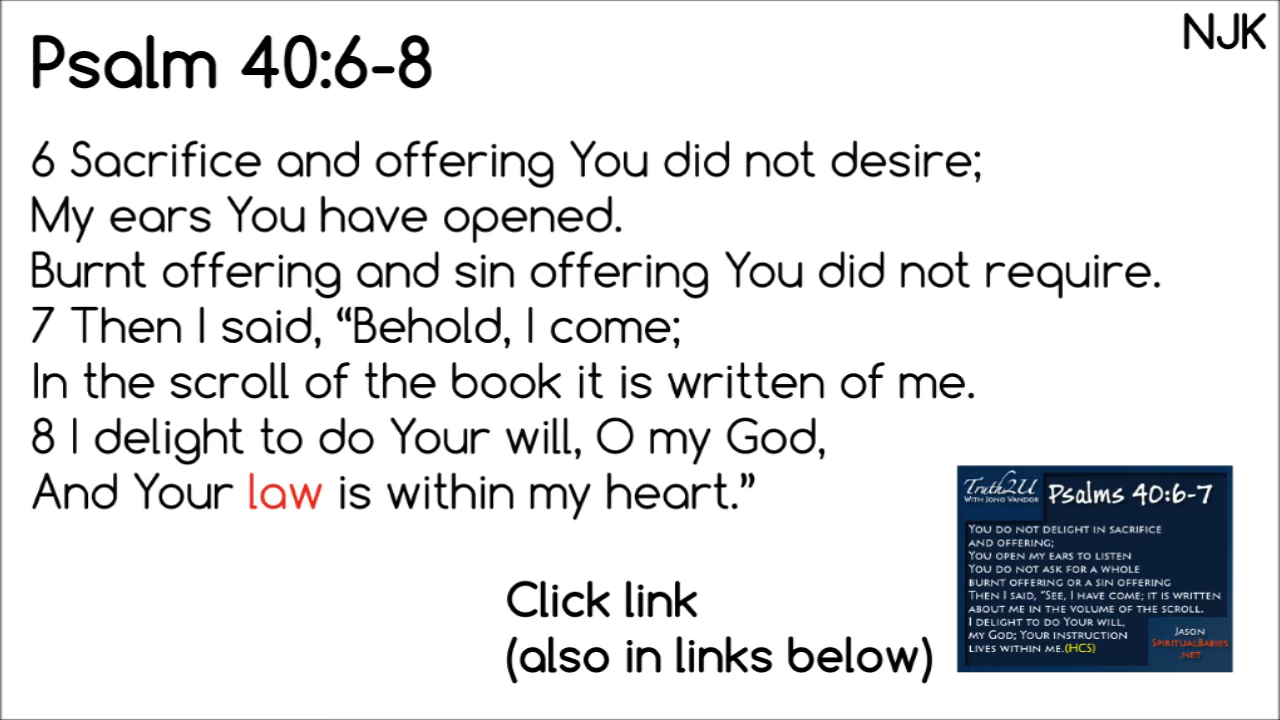 NJK
Psalm 40:6-8
6 Sacrifice and offering You did not desire;
My ears You have opened.
Burnt offering and sin offering You did not require.
7 Then I said, “Behold, I come;
In the scroll of the book it is written of me.
8 I delight to do Your will, O my God,
And Your law is within my heart.”
Click link
(also in links below)
Truth2U
WITH JONO VANDOR
Psalms 40:6-7
YOU DO NOT DELIGHT IN SACRIFICE
AND OFFERING;
YOU OPEN MY EARS TO LISTEN
YOU DO NOT ASK FOR A WHOLE
BURNT OFFERING OR A SIN OFFERING
THEN I SAID, “SEE, I HAVE COME; IT IS WRITTEN
ABOUT ME IN THE VOLUME OF THE SCROLL.
I DELIGHT TO DO YOUR WILL,
MY GOD; YOUR INSTRUCTION
LIVES WITHIN ME.(HCS)
JASON
SPIRITUALBABIES
.NET